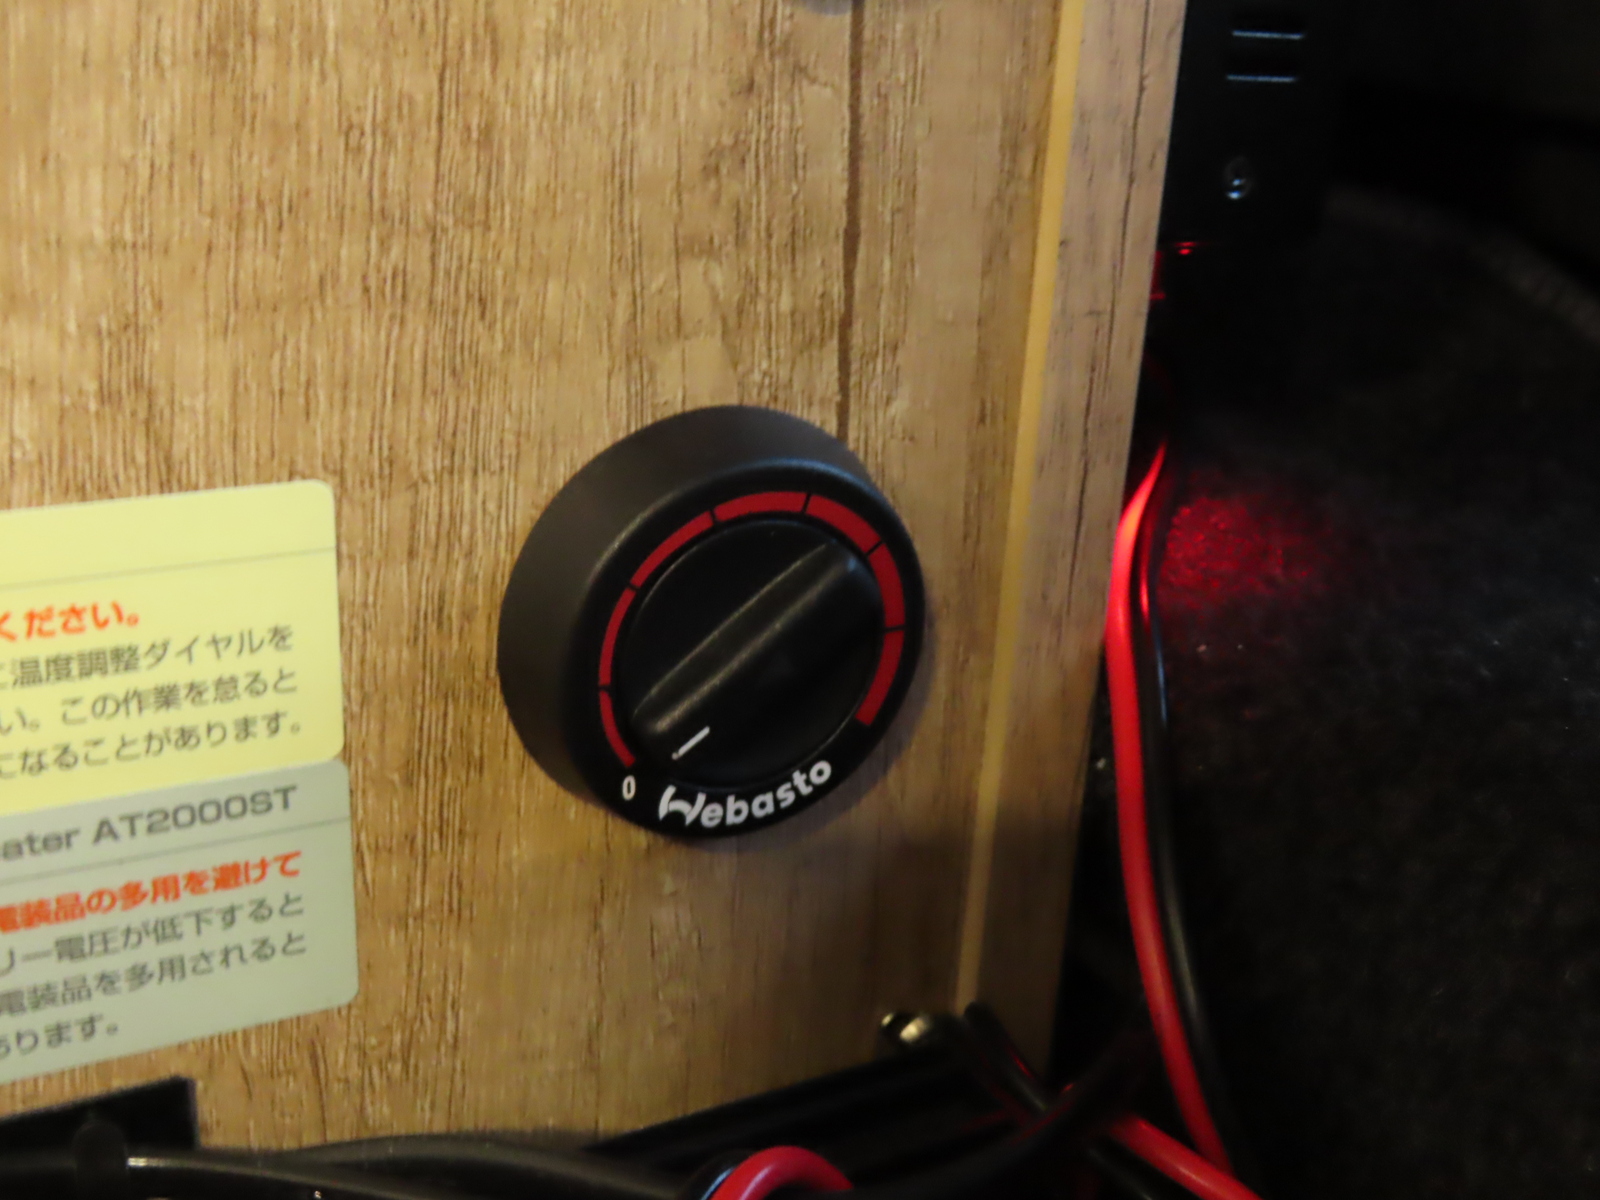 ください。
に温度調整ダイヤルを
い。この作業を怠ると
になることがあります。
eater AT2000ST
電装品の多用を避けて
リー電圧が低下すると
電装品を多用されると
あります。
0
Webasto